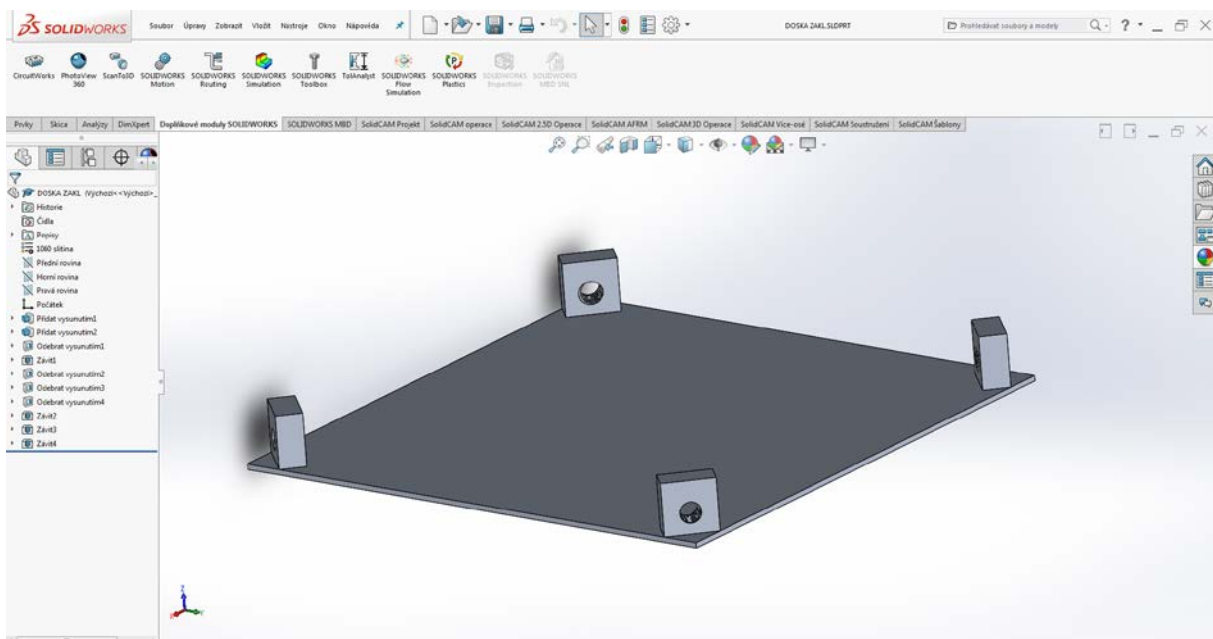 SOLIDWORKS Soubor Úpravy Zobrazit Vložit Nástroje Okno Nápověda DOSKA ZAKL.SLDPRT Prohledávat soubory a modely
CircuitWorks PhotoView 360 ScanTo3D SOLIDWORKS Motion SOLIDWORKS Routing SOLIDWORKS Simulation SOLIDWORKS Toolbox TolAnalyst SOLIDWORKS Flow Simulation SOLIDWORKS Plastics SOLIDWORKS Inspection SOLIDWORKS MBD SNL
Prvky Skica Analýzy DimXpert Doplňkové moduly SOLIDWORKS SOLIDWORKS MBD SolidCAM Projekt SolidCAM operace SolidCAM 2.5D Operace SolidCAM AFRM SolidCAM 3D Operace SolidCAM Více-osé SolidCAM Soustružení SolidCAM Šablony
DOSKA ZAKL (Výchozí<<Výchozí>_
Historie
Čidla
Popisy
1060 slitina
Přední rovina
Horní rovina
Pravá rovina
Počátek
Přidat vysunutím1
Přidat vysunutím2
Odebrat vysunutím1
Závit1
Odebrat vysunutím2
Odebrat vysunutím3
Odebrat vysunutím4
Závit2
Závit3
Závit4